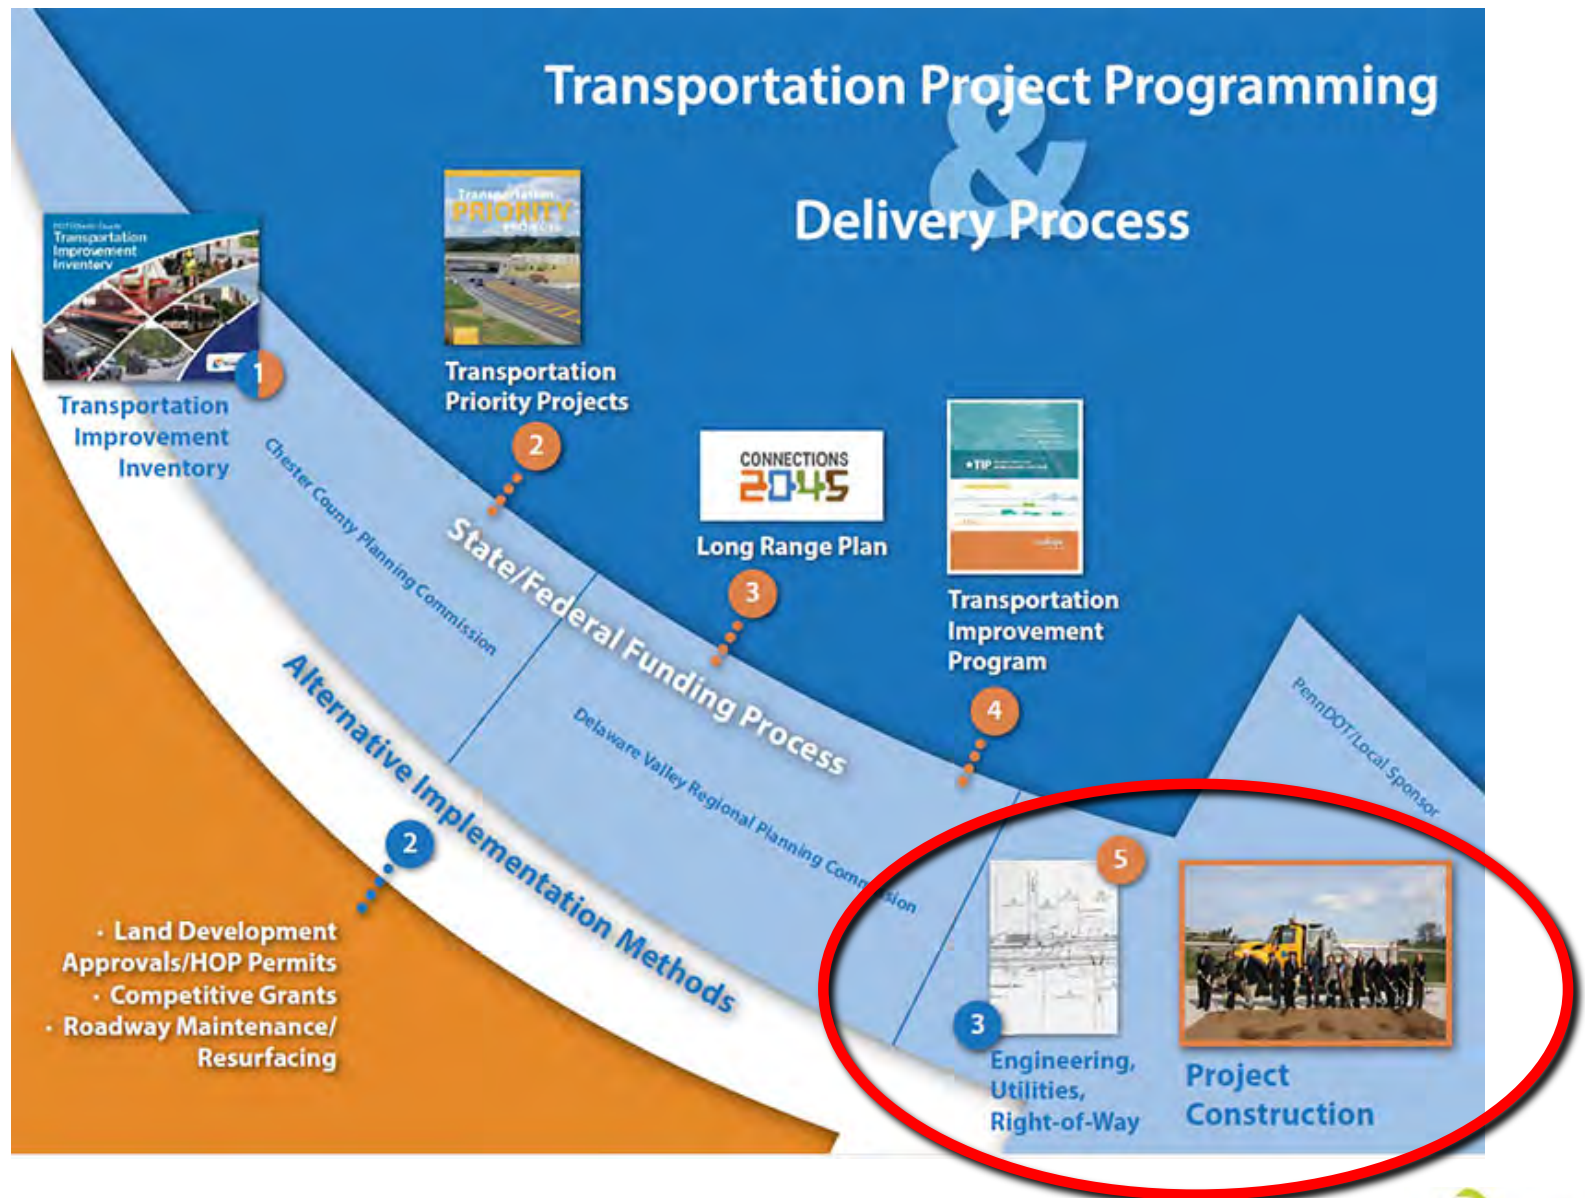 Transportation Project Programming
&
Delivery Process
Transportation
Improvement
Inventory
1
Transportation
Improvement
Inventory
Transportation
PRIORITY
PROJECTS
Transportation
Priority Projects
2
CONNECTIONS
2045
Long Range Plan
3
TIP
Transportation
Improvement
Program
4
Chester County Planning Commission
State/Federal Funding Process
Delaware Valley Regional Planning Commission
PennDOT/Local Sponsor
Alternative Implementation Methods
2
• Land Development
Approvals/HOP Permits
• Competitive Grants
• Roadway Maintenance/
Resurfacing
5
3
Engineering,
Utilities,
Right-of-Way
Project
Construction